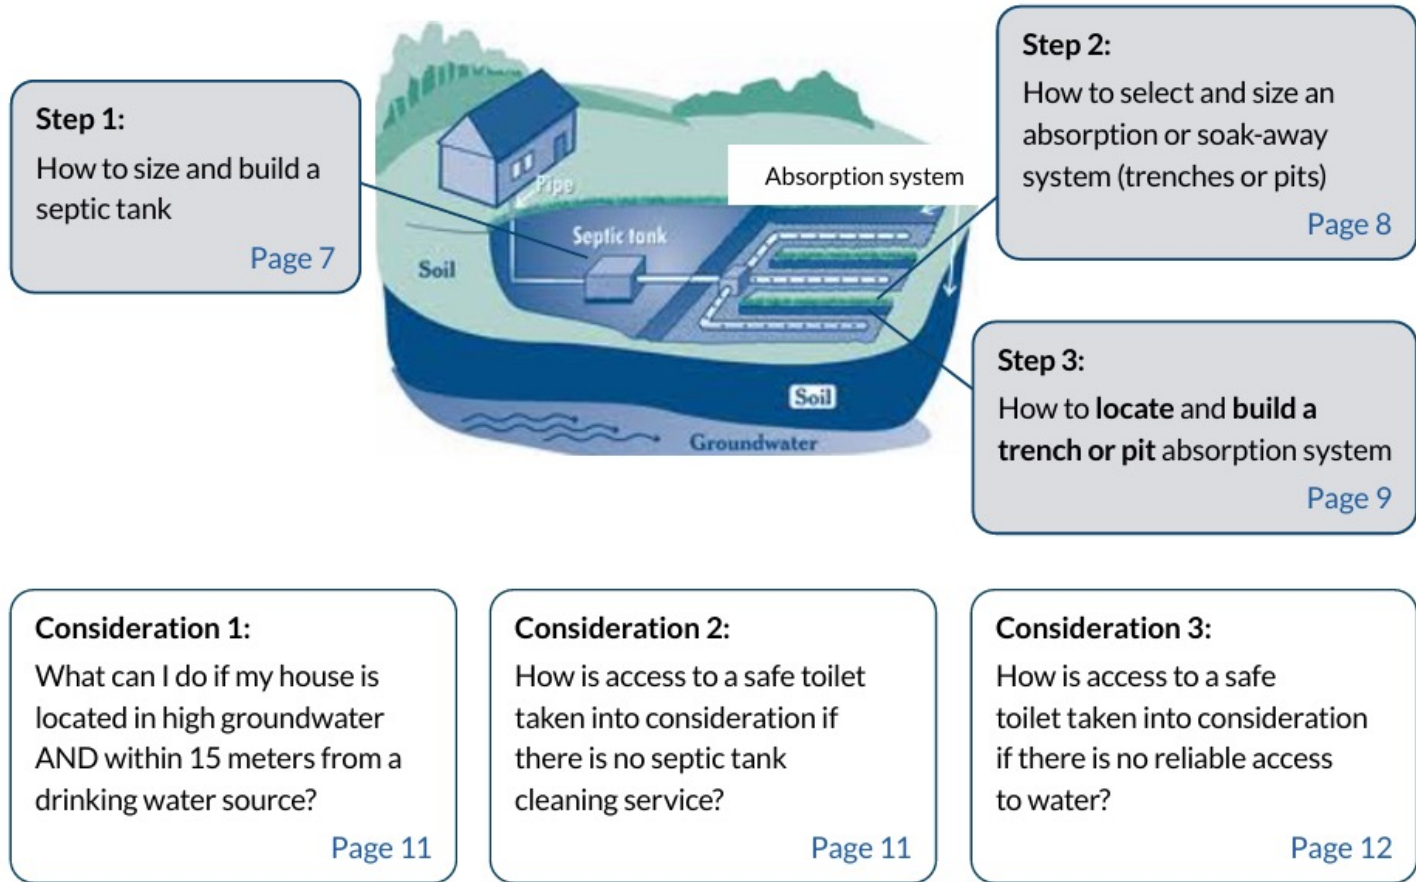 Step 1:
How to size and build a
septic tank
Page 7
Pipe
Septic tank
Soil
Absorption system
Soil
Groundwater
Step 2:
How to select and size an
absorption or soak-away
system (trenches or pits)
Page 8
Step 3:
How to locate and build a
trench or pit absorption system
Page 9
Consideration 1:
What can I do if my house is
located in high groundwater
AND within 15 meters from a
drinking water source?
Page 11
Consideration 2:
How is access to a safe toilet
taken into consideration if
there is no septic tank
cleaning service?
Page 11
Consideration 3:
How is access to a safe
toilet taken into consideration
if there is no reliable access
to water?
Page 12